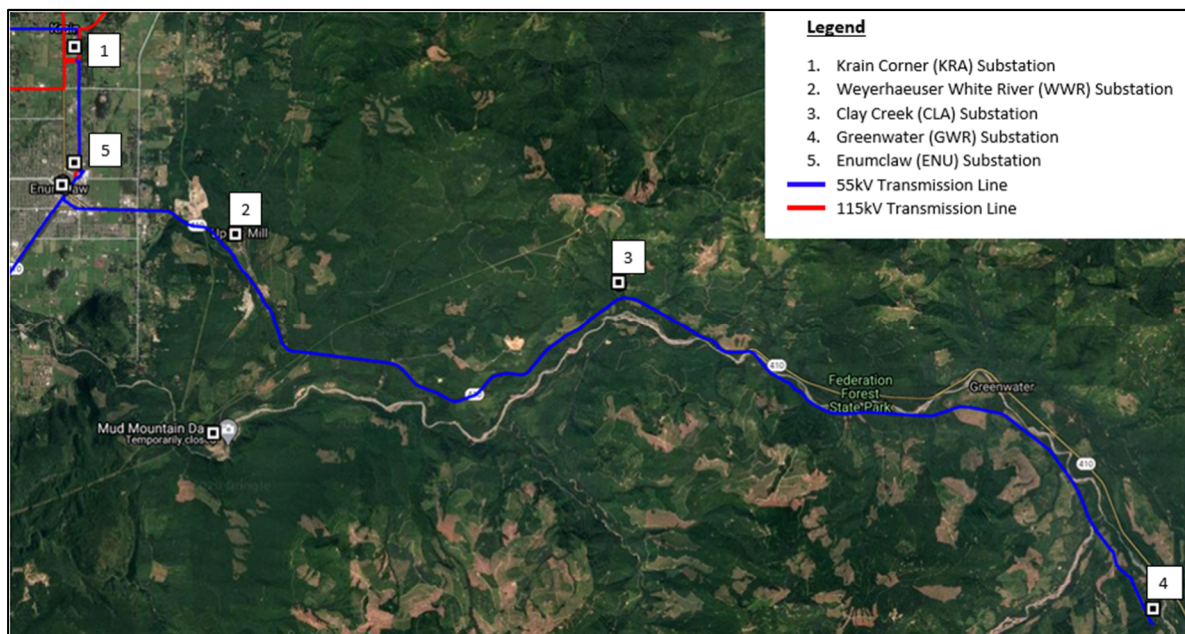 Krain
1
5
Enumclaw
2
Mill
3
Legend
1. Krain Corner (KRA) Substation
2. Weyerhaeuser White River (WWR) Substation
3. Clay Creek (CLA) Substation
4. Greenwater (GWR) Substation
5. Enumclaw (ENU) Substation
55kV Transmission Line
115kV Transmission Line
410
Federation
Forest
State Park
Greenwater
410
Mud Mountain Da
Temporarily clos
4